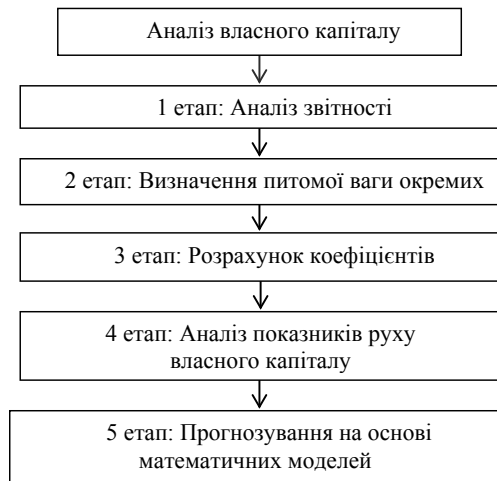 Аналіз власного капіталу
1 етап: Аналіз звітності
2 етап: Визначення питомої ваги окремих
3 етап: Розрахунок коефіцієнтів
4 етап: Аналіз показників руху
власного капіталу
5 етап: Прогнозування на основі
математичних моделей